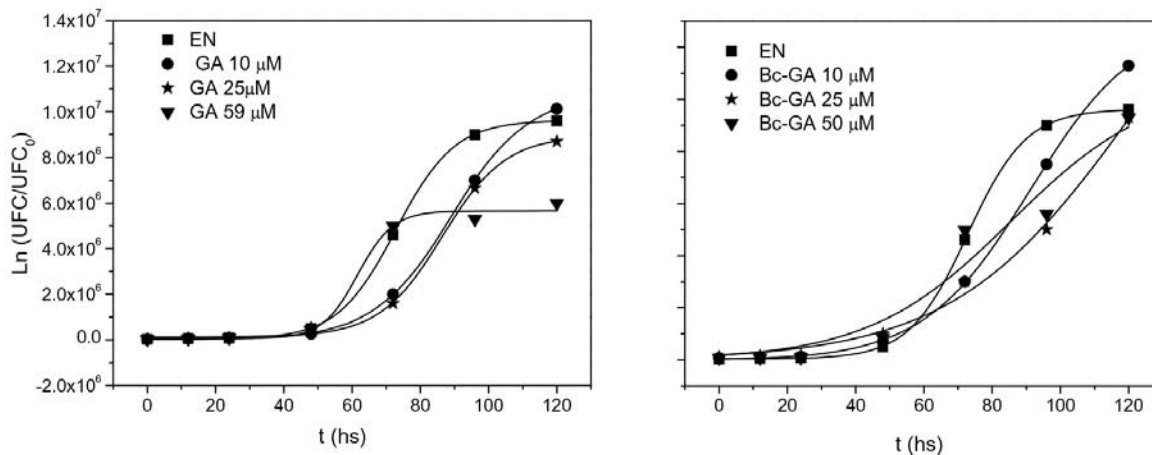 Ln (UFC/UFC₀)
1.4x10⁷
1.2x10⁷
1.0x10⁷
8.0x10⁶
6.0x10⁶
4.0x10⁶
2.0x10⁶
0.0
-2.0x10⁶
EN
GA 10 μM
GA 25μM
GA 59 μM
0 20 40 60 80 100 120
t (hs)
EN
Bc-GA 10 μM
Bc-GA 25 μM
Bc-GA 50 μM
0 20 40 60 80 100 120
t (hs)